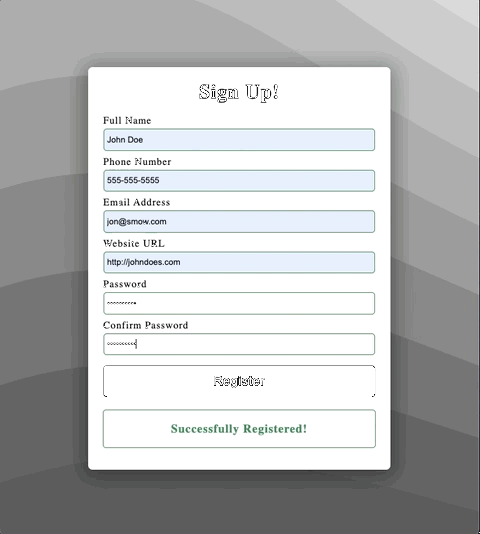 Sign Up!
Full Name
John Doe
Phone Number
555-555-5555
Email Address
jon@smow.com
Website URL
http://johndoes.com
Password
Confirm Password
Register
Successfully Registered!